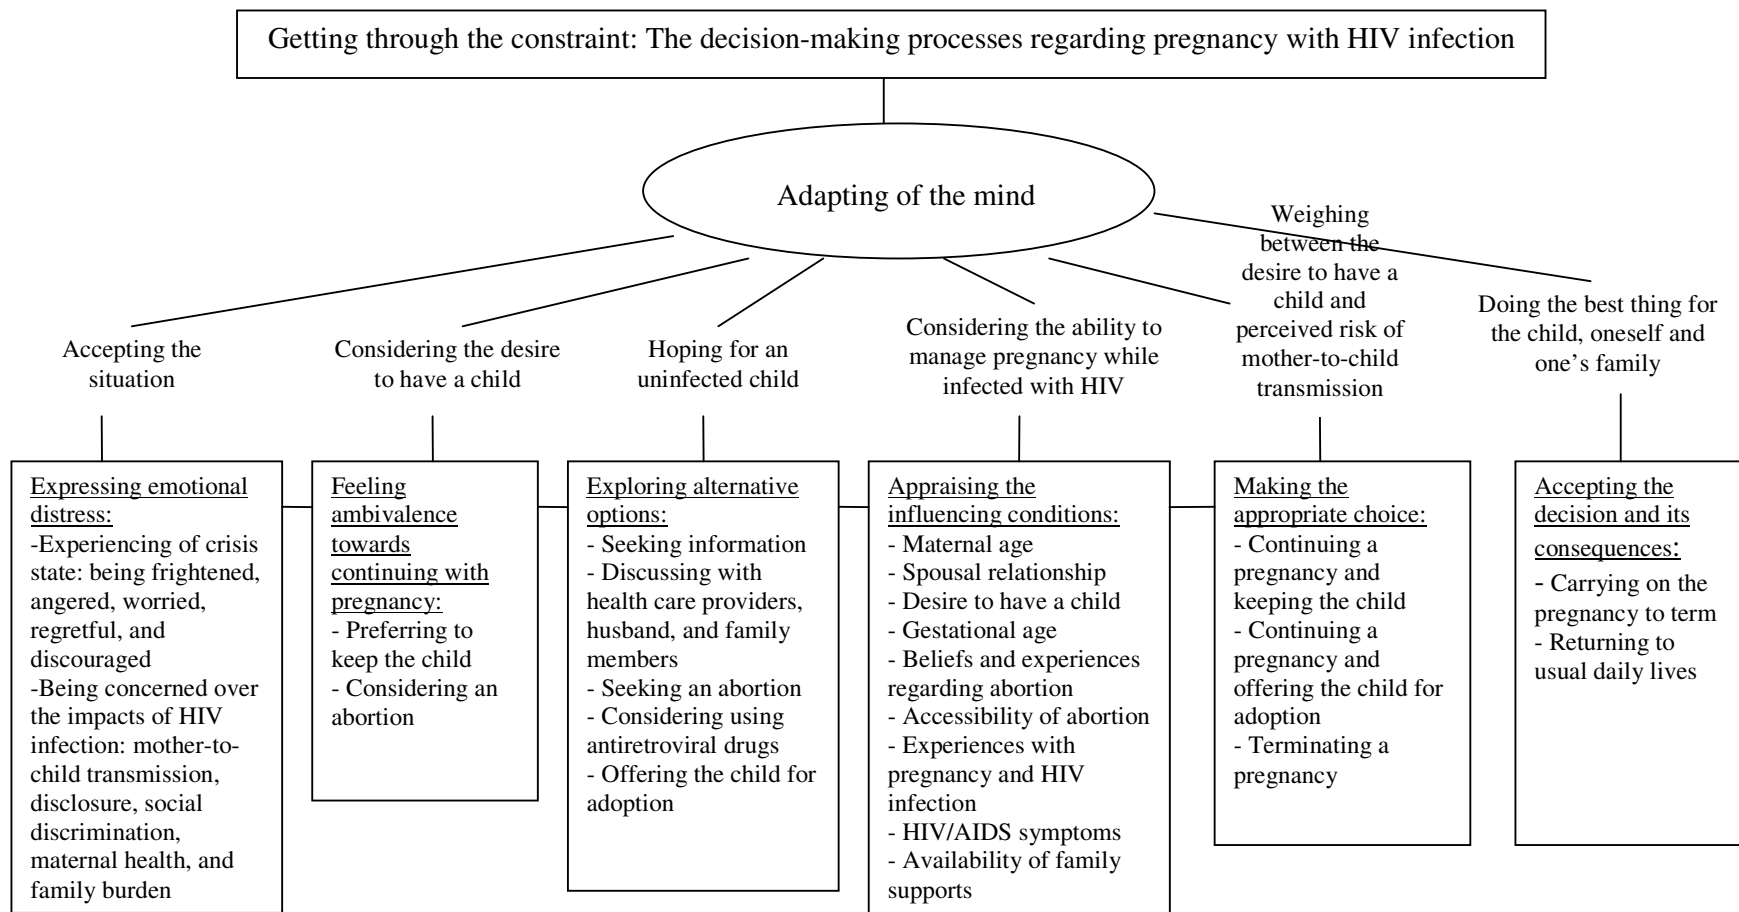 Getting through the constraint: The decision-making processes regarding pregnancy with HIV infection
Adapting of the mind
Accepting the
situation
Considering the desire
to have a child
Hoping for an
uninfected child
Considering the ability to
manage pregnancy while
infected with HIV
Weighing
between the
desire to have a
child and
perceived risk of
mother-to-child
transmission
Doing the best thing for
the child, oneself and
one’s family
Expressing emotional
distress:
-Experiencing of crisis
state: being frightened,
angered, worried,
regretful, and
discouraged
-Being concerned over
the impacts of HIV
infection: mother-to-
child transmission,
disclosure, social
discrimination,
maternal health, and
family burden
Feeling
ambivalence
towards
continuing with
pregnancy:
- Preferring to
keep the child
- Considering an
abortion
Exploring alternative
options:
- Seeking information
- Discussing with
health care providers,
husband, and family
members
- Seeking an abortion
- Considering using
antiretroviral drugs
- Offering the child for
adoption
Appraising the
influencing conditions:
- Maternal age
- Spousal relationship
- Desire to have a child
- Gestational age
- Beliefs and experiences
regarding abortion
- Accessibility of abortion
- Experiences with
pregnancy and HIV
infection
- HIV/AIDS symptoms
- Availability of family
supports
Making the
appropriate choice:
- Continuing a
pregnancy and
keeping the child
- Continuing a
pregnancy and
offering the child for
adoption
- Terminating a
pregnancy
Accepting the
decision and its
consequences:
- Carrying on the
pregnancy to term
- Returning to
usual daily lives